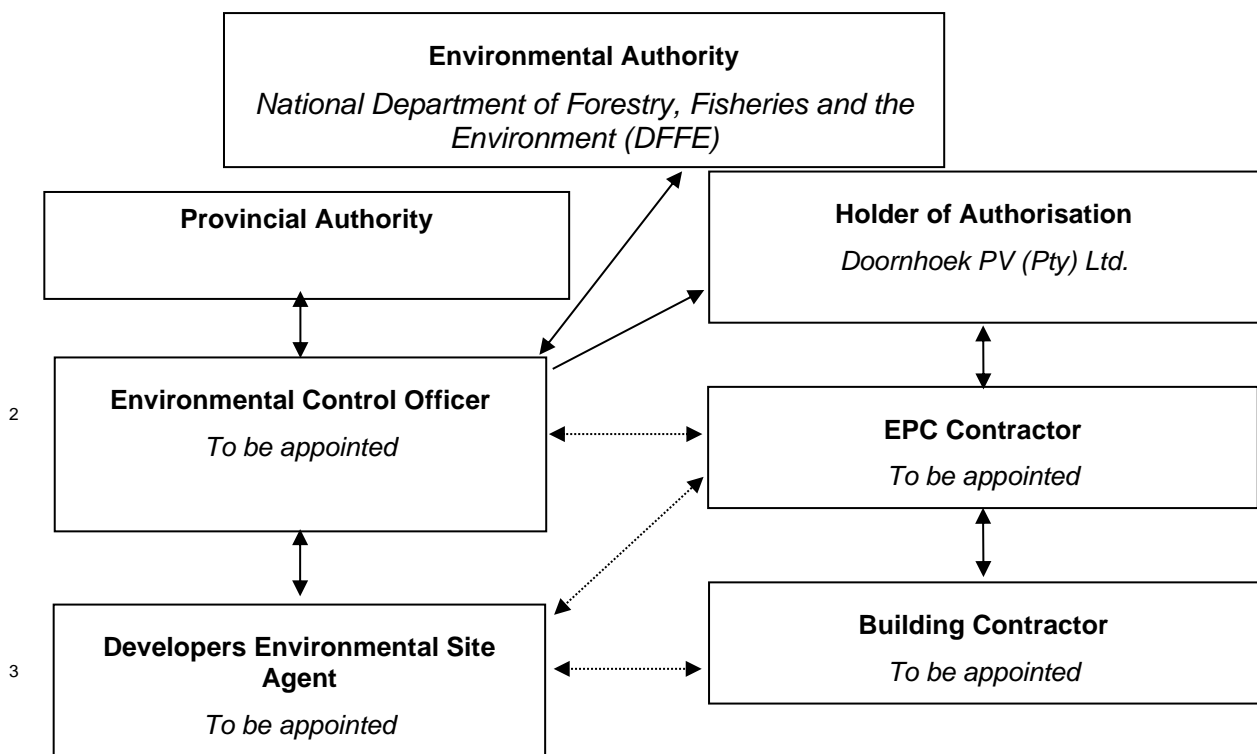 Environmental Authority
National Department of Forestry, Fisheries and the
Environment (DFFE)
Provincial Authority
Holder of Authorisation
Doornhoek PV (Pty) Ltd.
2
Environmental Control Officer
To be appointed
EPC Contractor
To be appointed
3
Developers Environmental Site
Agent
To be appointed
Building Contractor
To be appointed